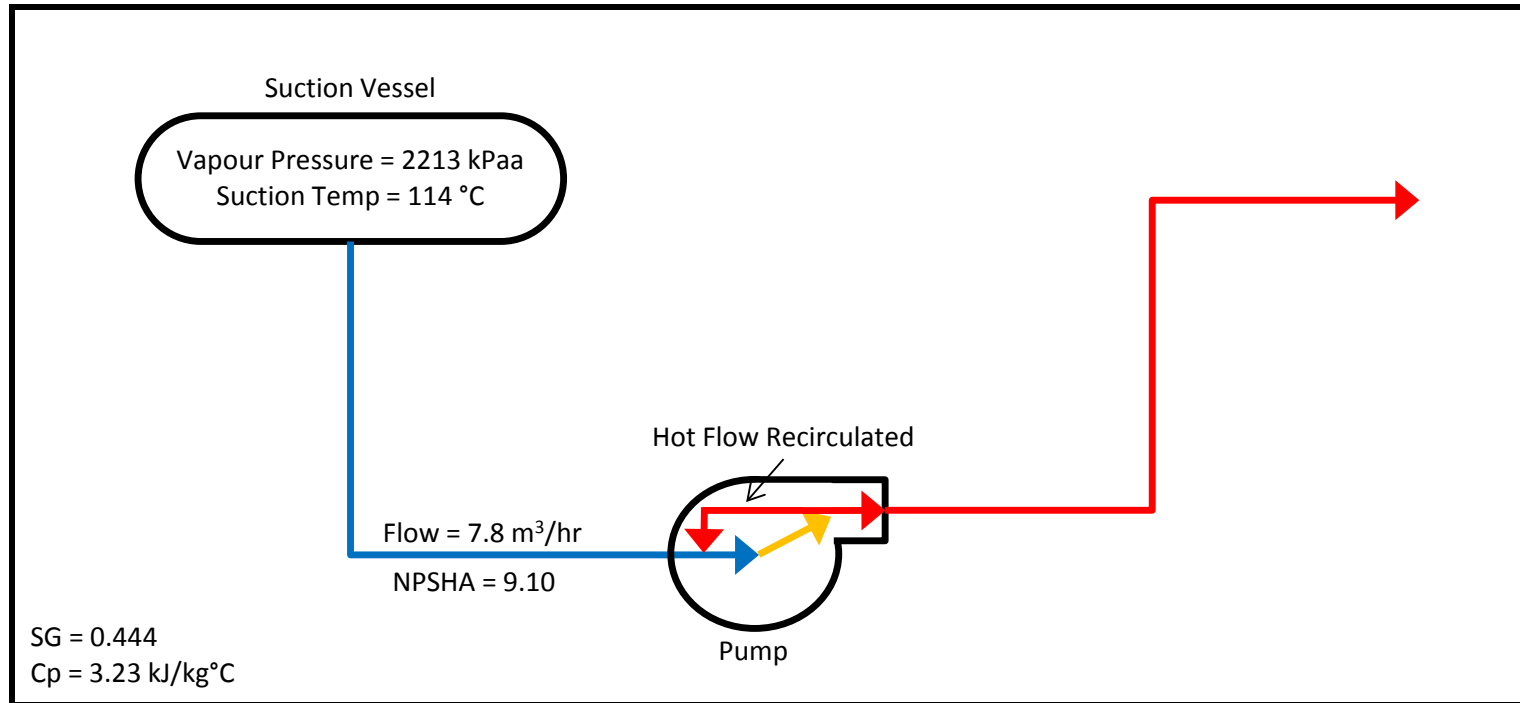 Suction Vessel
Vapour Pressure = 2213 kPaa
Suction Temp = 114 °C
Hot Flow Recirculated
Flow = 7.8 m³/hr
NPSHA = 9.10
Pump
SG = 0.444
Cp = 3.23 kJ/kg°C